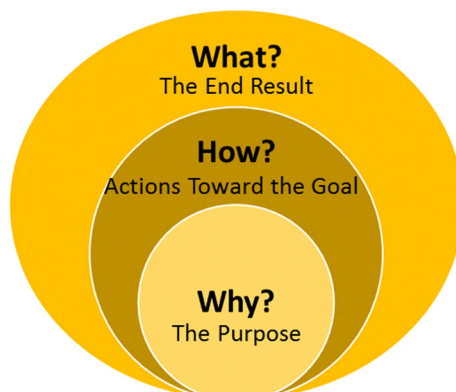 What?
The End Result
How?
Actions Toward the Goal
Why?
The Purpose